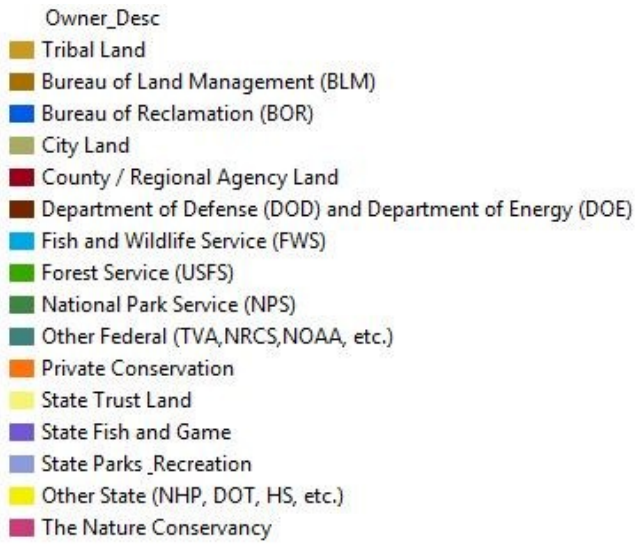 Owner_Desc
Tribal Land
Bureau of Land Management (BLM)
Bureau of Reclamation (BOR)
City Land
County / Regional Agency Land
Department of Defense (DOD) and Department of Energy (DOE)
Fish and Wildlife Service (FWS)
Forest Service (USFS)
National Park Service (NPS)
Other Federal (TVA,NRCS,NOAA, etc.)
Private Conservation
State Trust Land
State Fish and Game
State Parks_Recreation
Other State (NHP, DOT, HS, etc.)
The Nature Conservancy